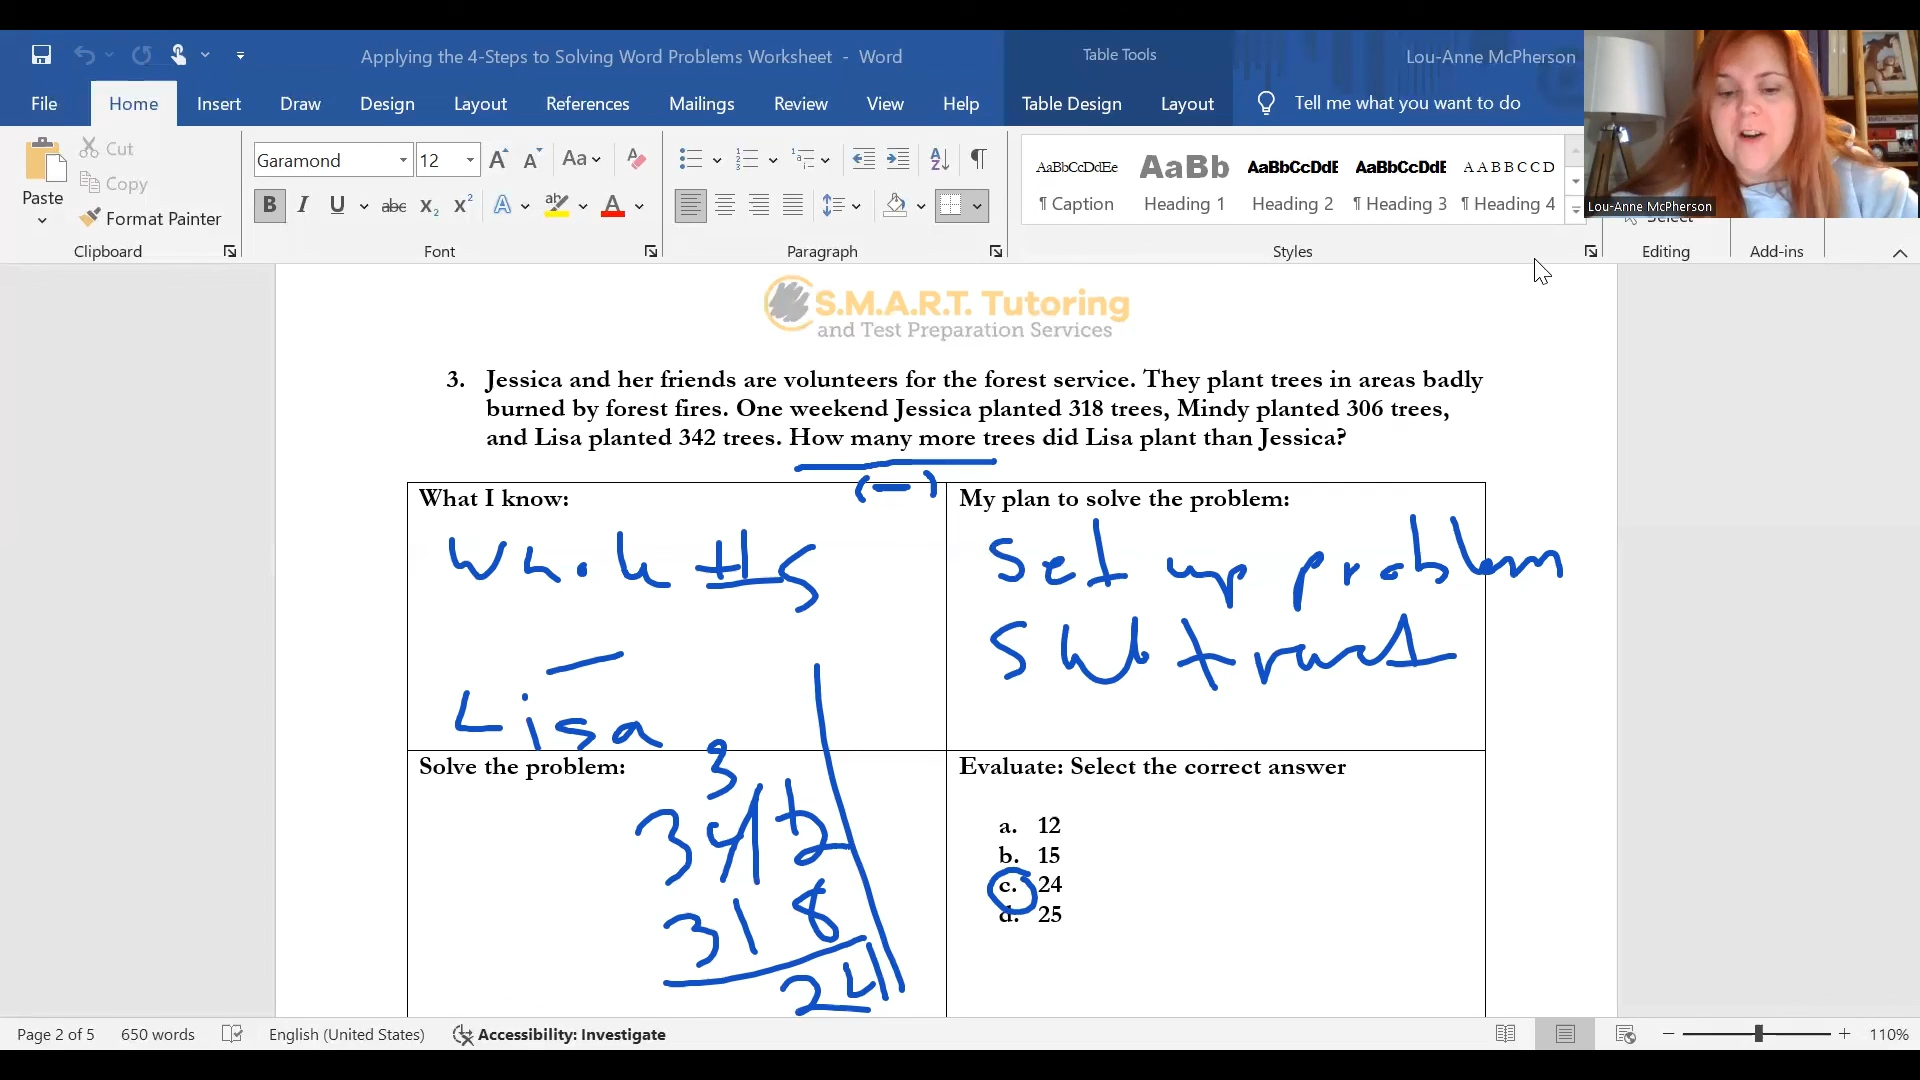 Applying the 4-Steps to Solving Word Problems Worksheet - Word
Table Tools
Lou-Anne McPherson
File Home Insert Draw Design Layout References Mailings Review View Help Table Design Layout Tell me what you want to do
Cut
Copy
Paste
Format Painter
Garamond 12
Aa
B I U abc X₂ X² A ab A
AaBbCcDdEe AaBb AaBbCcDdE AaBbCcDdE AABBCCD
¶ Caption Heading 1 Heading 2 ¶ Heading 3 ¶ Heading 4
Lou-Anne McPherson
Select
Clipboard Font Paragraph Styles Editing Add-ins
S.M.A.R.T. Tutoring
and Test Preparation Services
3. Jessica and her friends are volunteers for the forest service. They plant trees in areas badly
burned by forest fires. One weekend Jessica planted 318 trees, Mindy planted 306 trees,
and Lisa planted 342 trees. How many more trees did Lisa plant than Jessica?
(-)
What I know:
Whole #s
Lisa
My plan to solve the problem:
Set up problem
Subtract
Solve the problem:
3
342
318
24
Evaluate: Select the correct answer
a. 12
b. 15
c. 24
d. 25
Page 2 of 5 650 words English (United States) Accessibility: Investigate 110%